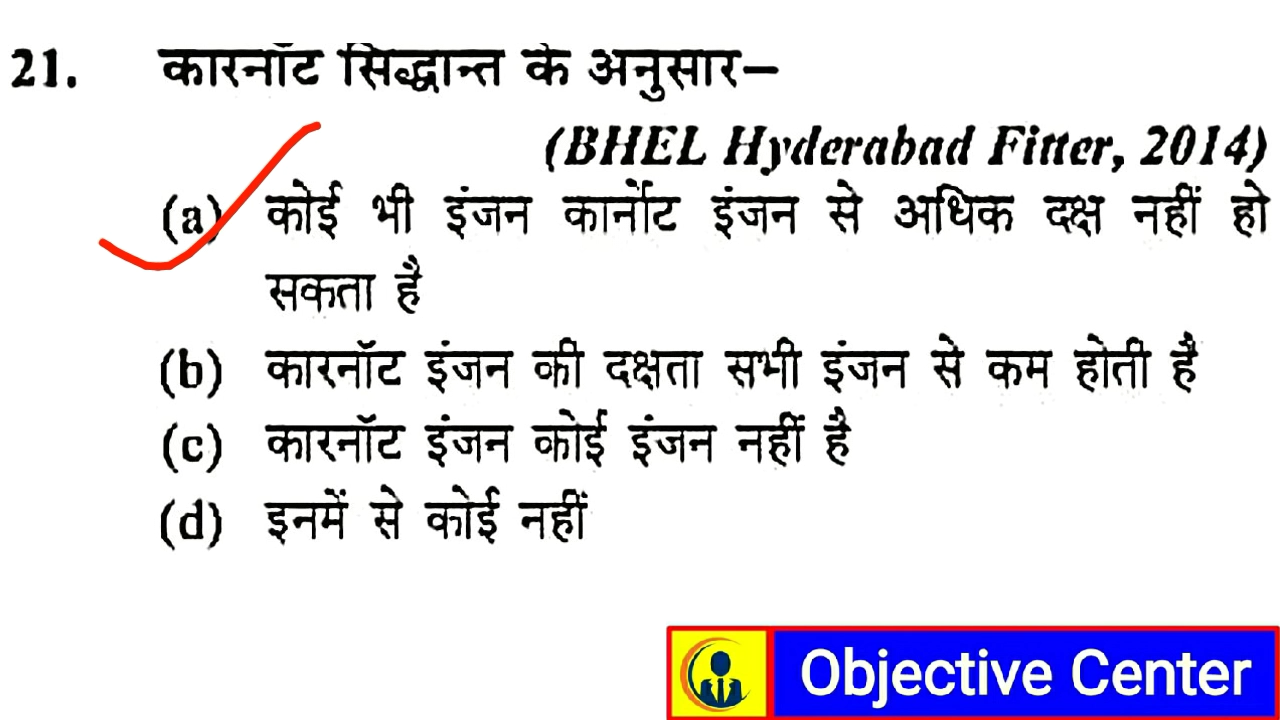 21. कारनॉट सिद्धान्त के अनुसार–
(BHEL Hyderabad Fitter, 2014)
(a) कोई भी इंजन कार्नोट इंजन से अधिक दक्ष नहीं हो
सकता है
(b) कारनॉट इंजन की दक्षता सभी इंजन से कम होती है
(c) कारनॉट इंजन कोई इंजन नहीं है
(d) इनमें से कोई नहीं
Objective Center